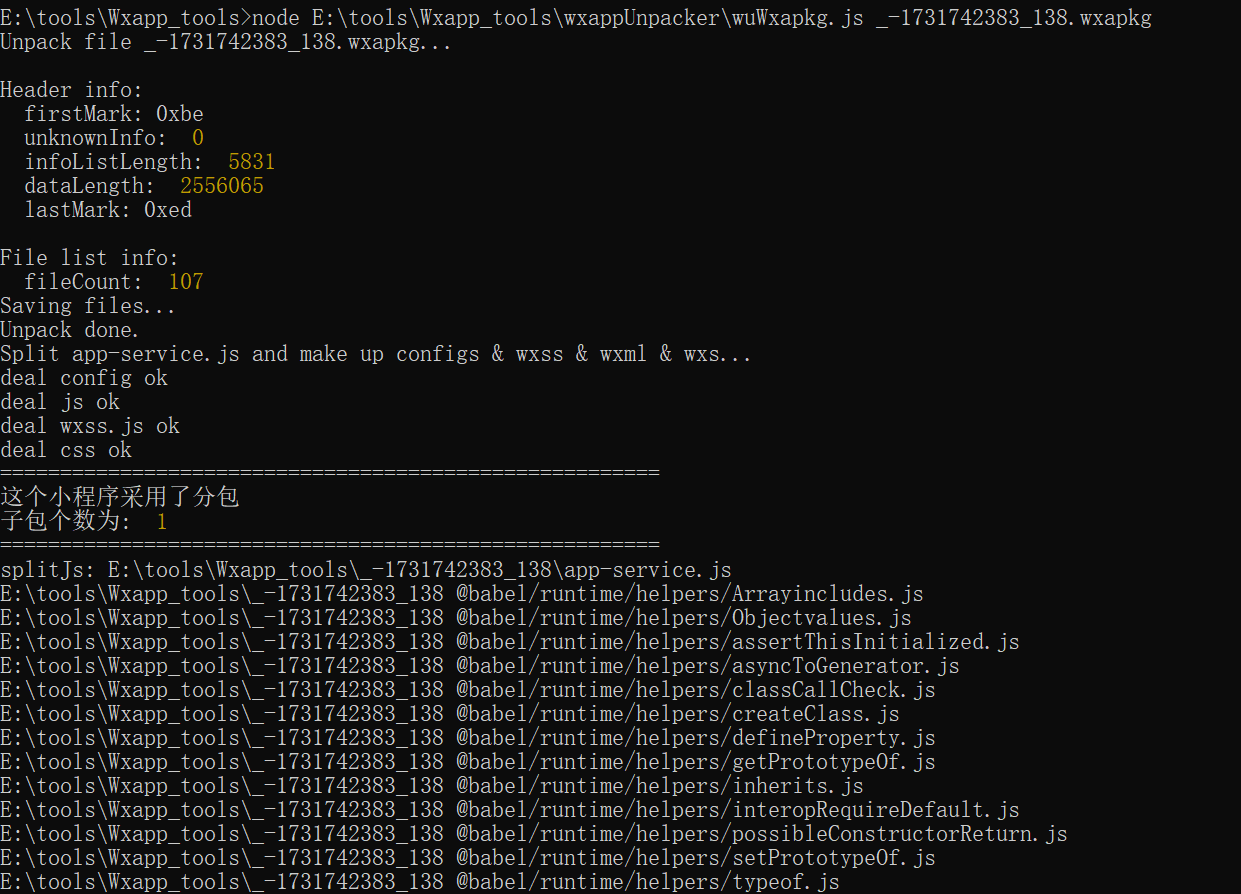 E:\tools\Wxapp_tools>node E:\tools\Wxapp_tools\wxappUnpacker\wuWxapkg.js _-1731742383_138.wxapkg
Unpack file _-1731742383_138.wxapkg...
Header info:
  firstMark: 0xbe
  unknownInfo:  0
  infoListLength:  5831
  dataLength:  2556065
  lastMark: 0xed
File list info:
  fileCount:  107
Saving files...
Unpack done.
Split app-service.js and make up configs & wxss & wxml & wxs...
deal config ok
deal js ok
deal wxss.js ok
deal css ok
=======================================================
这个小程序采用了分包
子包个数为:  1
=======================================================
splitJs: E:\tools\Wxapp_tools\_-1731742383_138\app-service.js
E:\tools\Wxapp_tools\_-1731742383_138 @babel/runtime/helpers/Arrayincludes.js
E:\tools\Wxapp_tools\_-1731742383_138 @babel/runtime/helpers/Objectvalues.js
E:\tools\Wxapp_tools\_-1731742383_138 @babel/runtime/helpers/assertThisInitialized.js
E:\tools\Wxapp_tools\_-1731742383_138 @babel/runtime/helpers/asyncToGenerator.js
E:\tools\Wxapp_tools\_-1731742383_138 @babel/runtime/helpers/classCallCheck.js
E:\tools\Wxapp_tools\_-1731742383_138 @babel/runtime/helpers/createClass.js
E:\tools\Wxapp_tools\_-1731742383_138 @babel/runtime/helpers/defineProperty.js
E:\tools\Wxapp_tools\_-1731742383_138 @babel/runtime/helpers/getPrototypeOf.js
E:\tools\Wxapp_tools\_-1731742383_138 @babel/runtime/helpers/inherits.js
E:\tools\Wxapp_tools\_-1731742383_138 @babel/runtime/helpers/interopRequireDefault.js
E:\tools\Wxapp_tools\_-1731742383_138 @babel/runtime/helpers/possibleConstructorReturn.js
E:\tools\Wxapp_tools\_-1731742383_138 @babel/runtime/helpers/setPrototypeOf.js
E:\tools\Wxapp_tools\_-1731742383_138 @babel/runtime/helpers/typeof.js